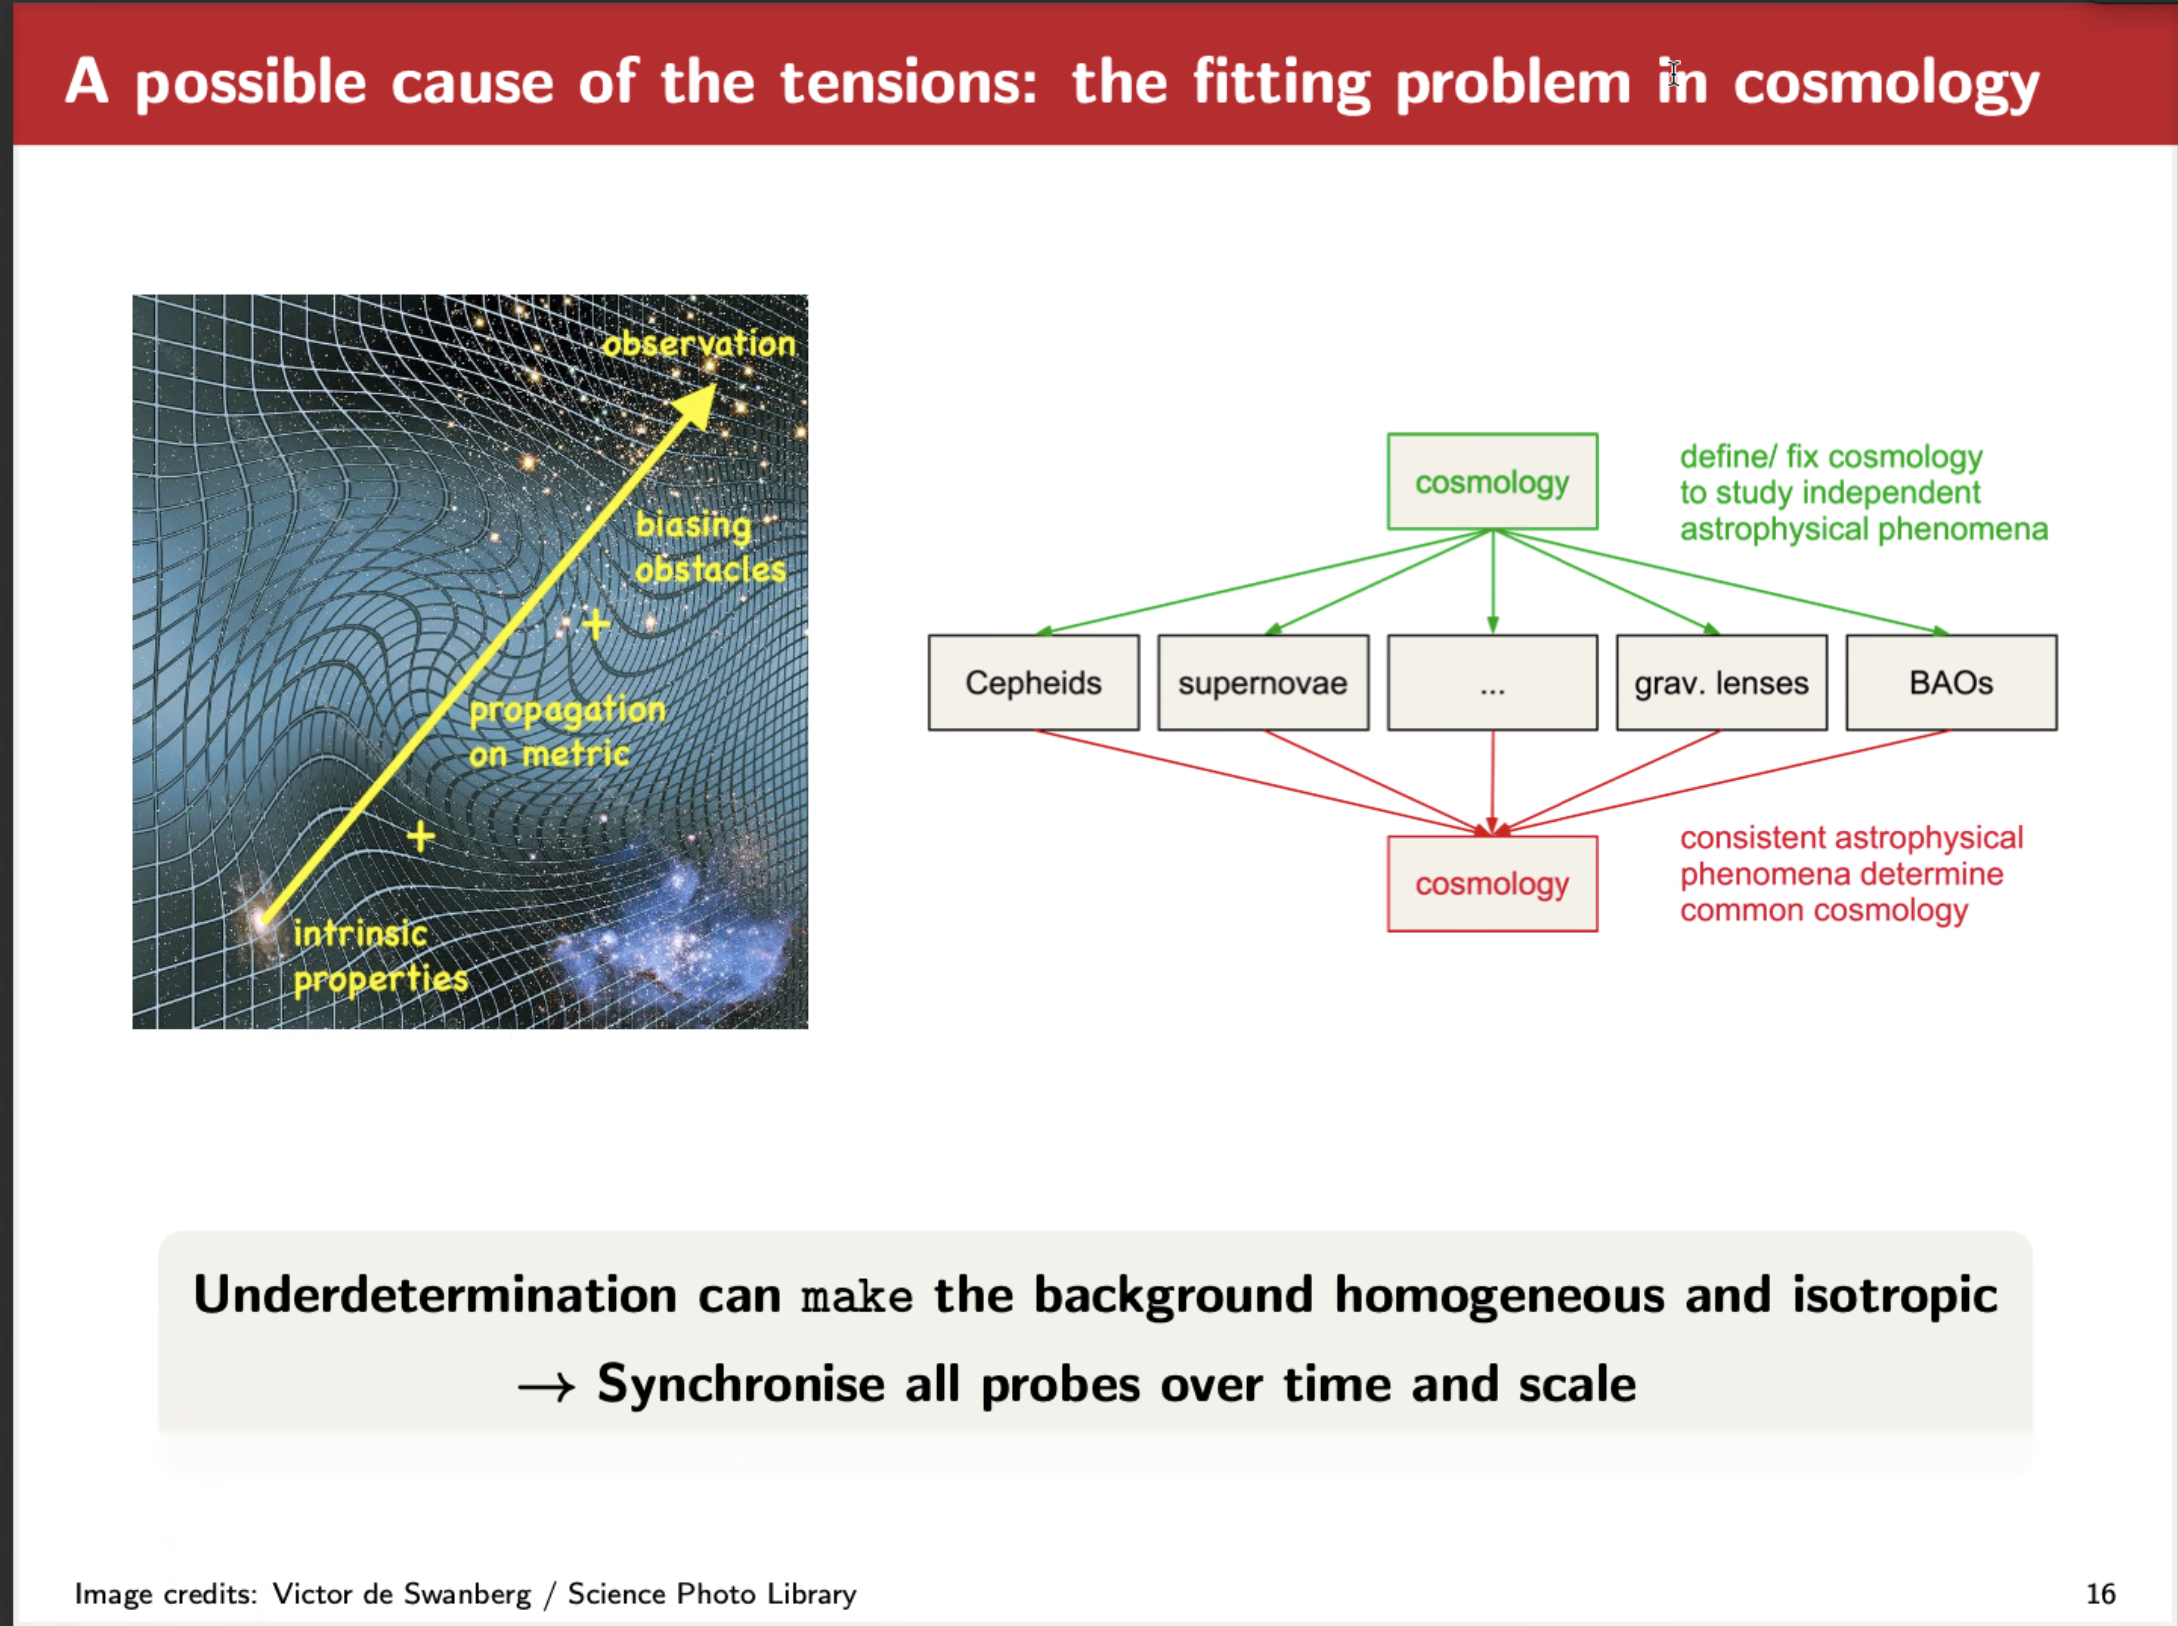 A possible cause of the tensions: the fitting problem in cosmology
observation
biasing
obstacles
+
propagation
on metric
+
intrinsic
properties
cosmology
define/ fix cosmology
to study independent
astrophysical phenomena
Cepheids
supernovae
...
grav. lenses
BAOs
cosmology
consistent astrophysical
phenomena determine
common cosmology
Underdetermination can make the background homogeneous and isotropic
→ Synchronise all probes over time and scale
Image credits: Victor de Swanberg / Science Photo Library
16